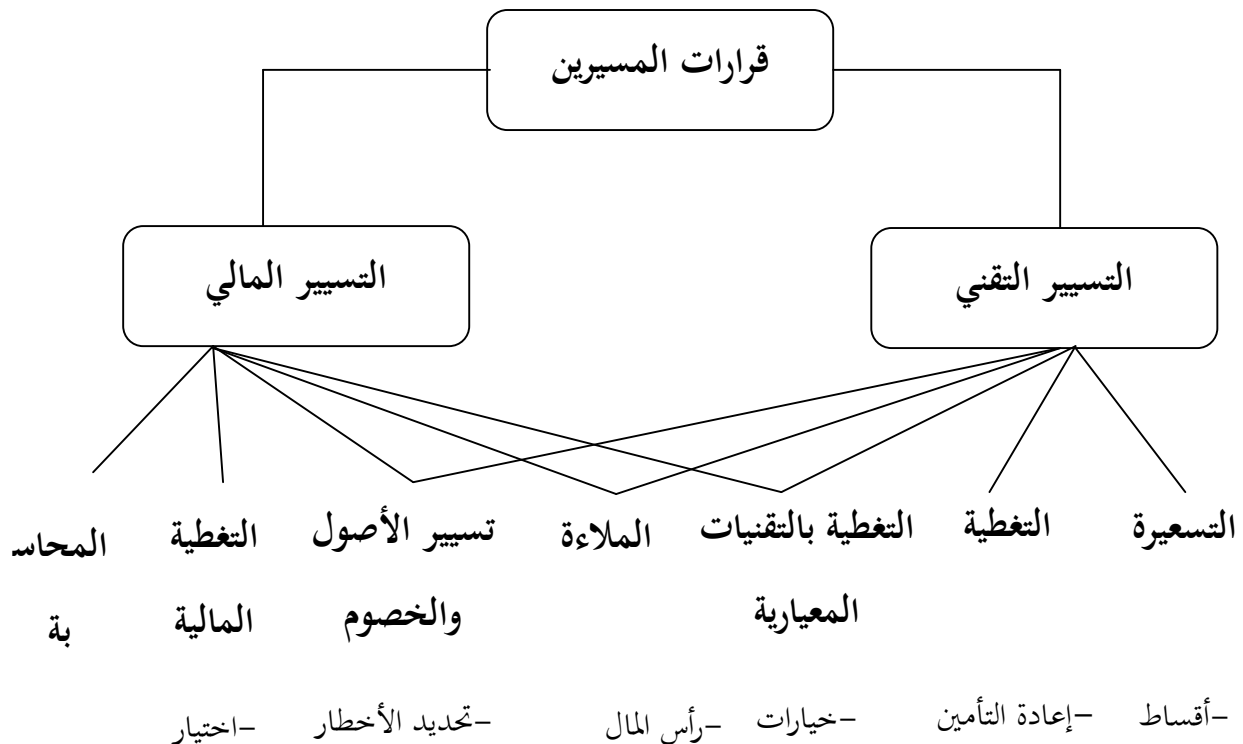 قرارات المسيرين
التسيير التقني
التسيير المالي
التسعيرة
التغطية
التغطية بالتقنيات
المعيارية
الملاءة
تسيير الأصول
والخصوم
التغطية
المالية
المحاسـ
بة
–أقساط
–إعادة التأمين
–خيارات
–رأس المال
–تحديد الأخطار
–اختيار